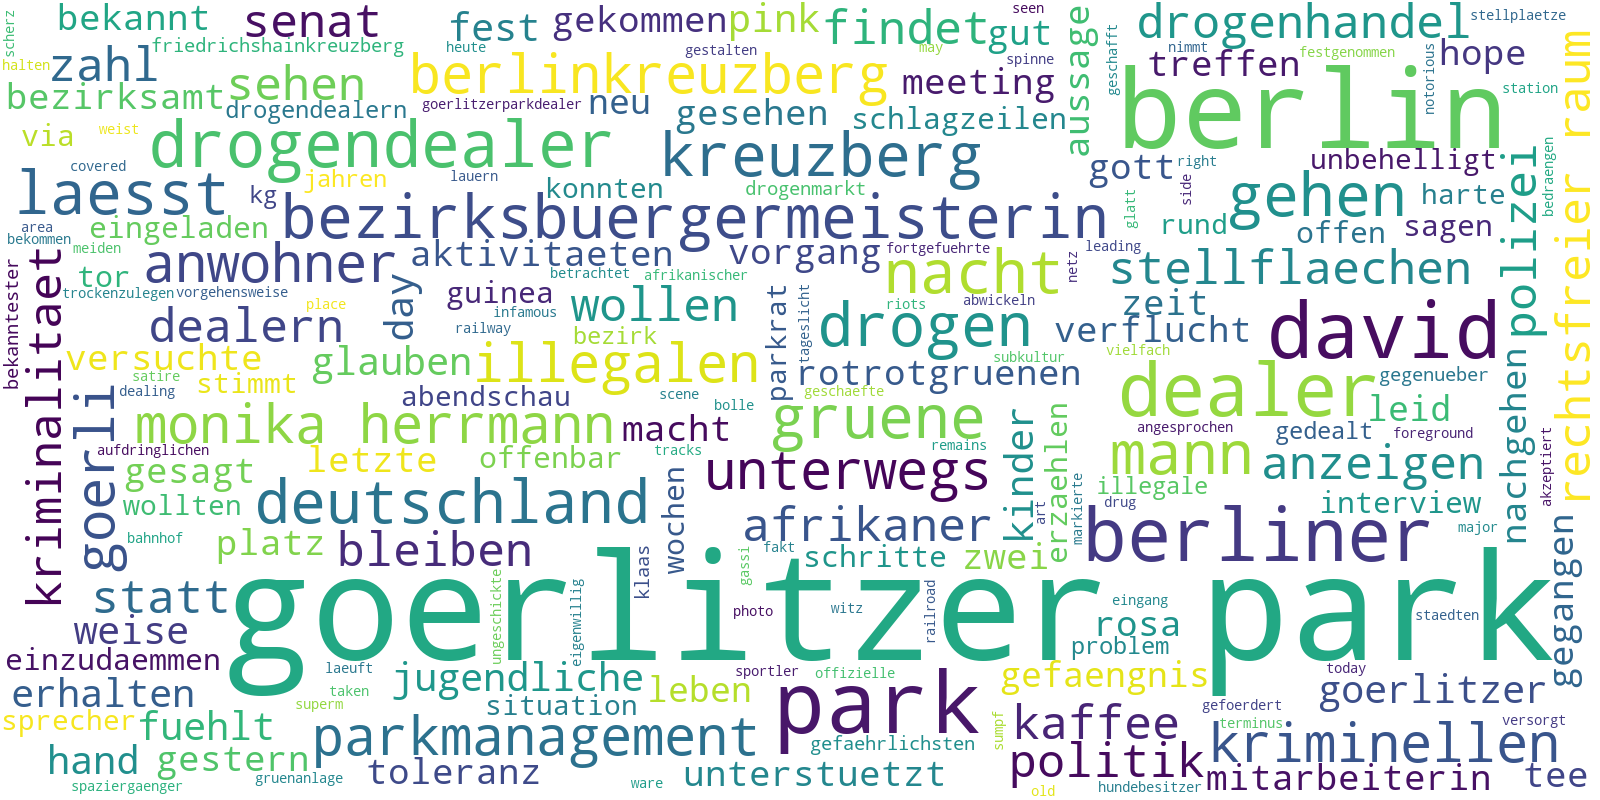 scherz
bekannt
senat
fest
gekommen
pink
findet
gut
seen
aussage
drogenhandel
stellplaetze
halten
zahl
friedrichshainkreuzberg
heute
gestalten
may
spinne
geschafft
nimmt
festgenommen
treffen
notorious
hope
rechtsfreier raum
bezirksamt
sehen
berlinkreuzberg
meeting
berlin
station
drogendealern
goerlitzerparkdealer
neu
gesehen
schlagzeilen
via
weist
drogendealer
kreuzberg
gott
right
unbehelligt
polizei
bedraengen
covered
laesst
kg
jahren
lauern
konnten
drogenmarkt
glatt
side
gehen
harte
area
bekommen
eingeladen
bezirksbuergermeisterin
rund
offen
sagen
meiden
tor
anwohner
aktivitaeten
vorgang
fortgefuehrte
nacht
netz
leading
stellflaechen
bekanntester
kriminalitaet
trockenzulegen
vorgehensweise
day
betrachtet
afrikanischer
guinea
infamous
wollen
parkrat
tageslicht
riots
abwickeln
zeit
david
place
dealern
railway
bezirk
drogen
verflucht
versuchte
glauben
illegalen
subkultur
vielfach
satire
stimmt
rotrotgruenen
dealer
gegenueber
goerli
dealing
abendschau
scene
bolle
geschaefte
leid
nachgehen
monika herrmann
macht
gruene
kinder
erzaehlen
angesprochen
gedealt
foreground
akzeptiert
aufdringlichen
gesagt
letzte
offenbar
tracks
remains
mann
anzeigen
wollten
deutschland
wochen
unterwegs
art
markierte
illegale
drug
interview
bahnhof
platz
bleiben
klaas
gassi
afrikaner
fakt
schritte
zwei
berliner
major
gegangen
statt
ungeschickte
eigenwillig
goerlitzer park
photo
witz
railroad
eingang
rosa
staedten
weise
problem
einzudaemmen
laeuft
jugendliche
sportler
offizielle
gefaengnis
today
erhalten
taken
superm
situation
leben
park
goerlitzer
sprecher
fuehlt
parkmanagement
gefaehrlichsten
sumpf
kaffee
gefoerdert
terminus
versorgt
kriminellen
hand
gestern
gruenanlage
toleranz
ware
unterstuetzt
politik
mitarbeiterin
tee
spaziergaenger
old
hundebesitzer